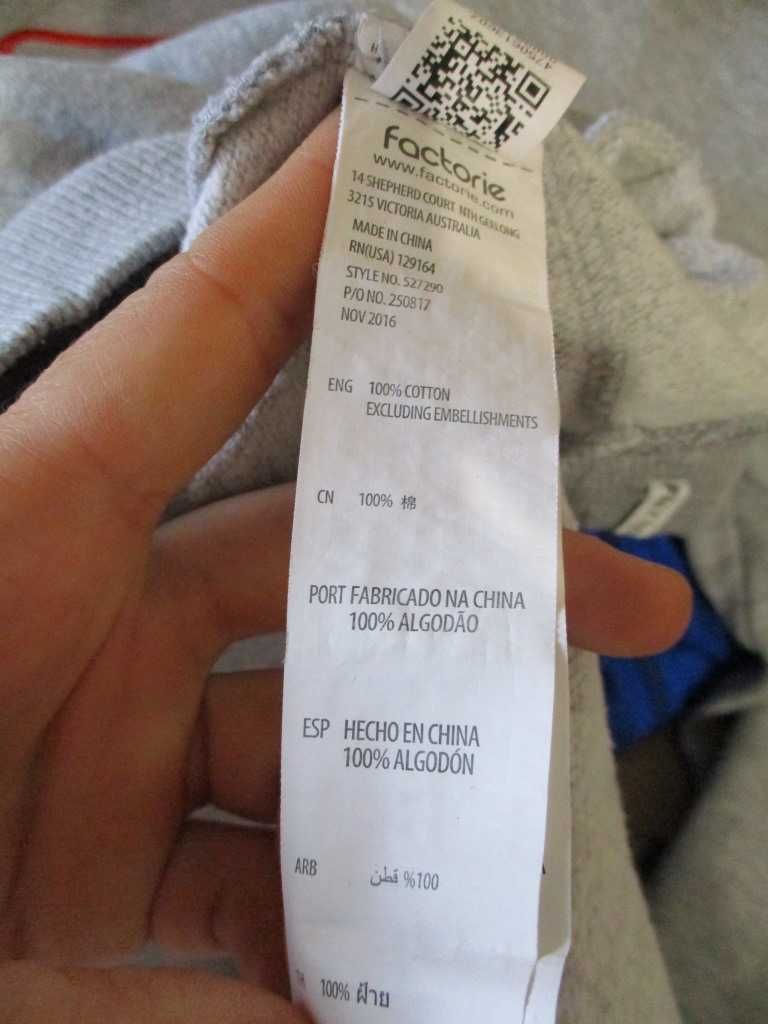 factorie
www.factorie.com
14 SHEPHERD COURT NTH GEELONG
3215 VICTORIA AUSTRALIA
MADE IN CHINA
RN(USA) 129164
STYLE NO. 527290
P/O NO. 250817
NOV 2016
ENG 100% COTTON
EXCLUDING EMBELLISHMENTS
CN 100% 棉
PORT FABRICADO NA CHINA
100% ALGODÃO
ESP HECHO EN CHINA
100% ALGODÓN
ARB 100% قطن
100% ฝ้าย